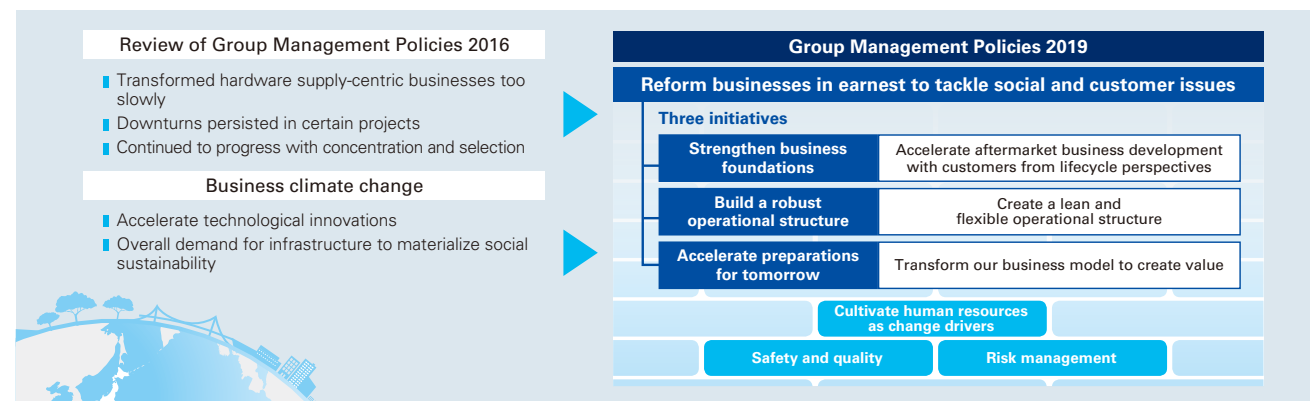 Review of Group Management Policies 2016
Transformed hardware supply-centric businesses too
slowly
Downturns persisted in certain projects
Continued to progress with concentration and selection
Business climate change
Accelerate technological innovations
Overall demand for infrastructure to materialize social
sustainability
Group Management Policies 2019
Reform businesses in earnest to tackle social and customer issues
Three initiatives
Strengthen business
foundations
Accelerate aftermarket business development
with customers from lifecycle perspectives
Build a robust
operational structure
Create a lean and
flexible operational structure
Accelerate preparations
for tomorrow
Transform our business model to create value
Cultivate human resources
as change drivers
Safety and quality
Risk management